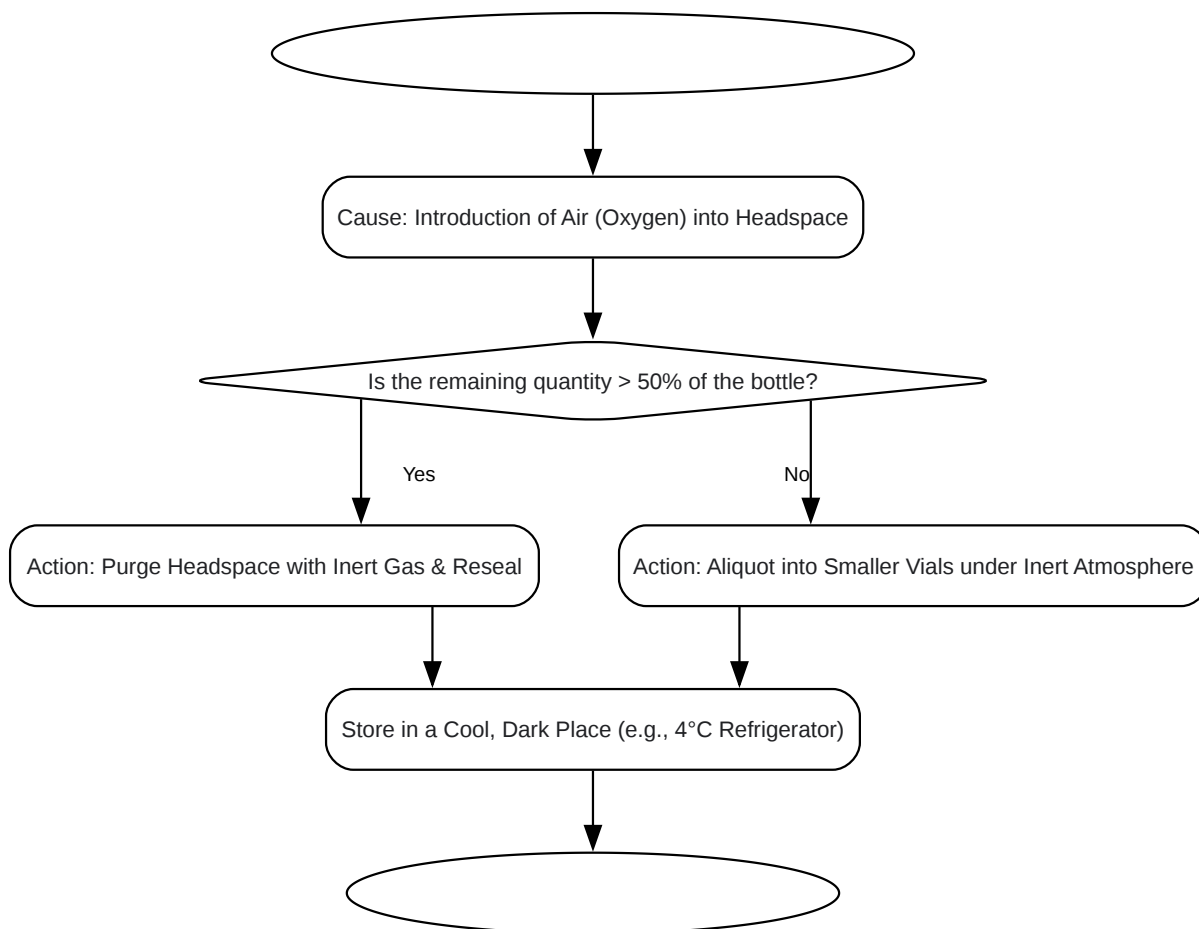 Cause: Introduction of Air (Oxygen) into Headspace
Is the remaining quantity > 50% of the bottle?
Yes
No
Action: Purge Headspace with Inert Gas & Reseal
Action: Aliquot into Smaller Vials under Inert Atmosphere
Store in a Cool, Dark Place (e.g., 4°C Refrigerator)